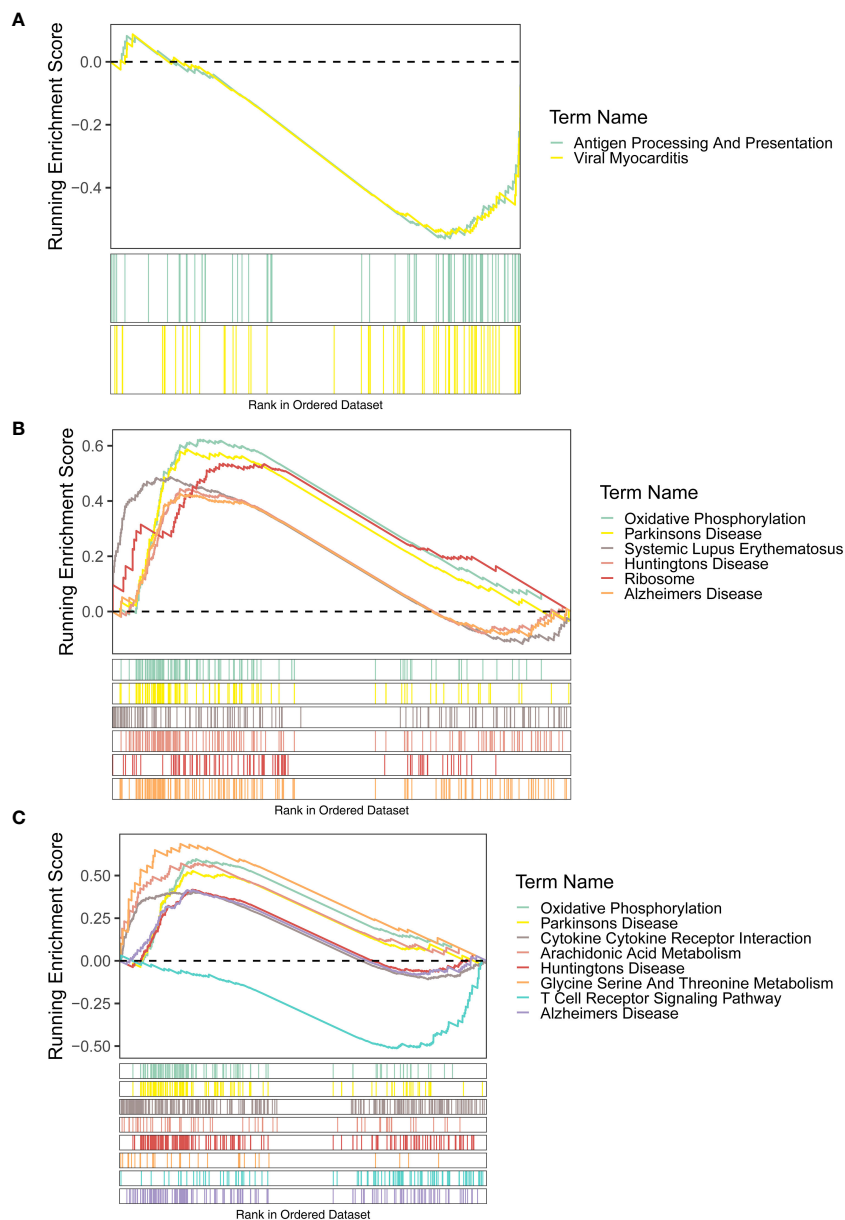 A
Running Enrichment Score
0.0
−0.2
−0.4
Term Name
Antigen Processing And Presentation
Viral Myocarditis
Rank in Ordered Dataset
B
Running Enrichment Score
0.6
0.4
0.2
0.0
Term Name
Oxidative Phosphorylation
Parkinsons Disease
Systemic Lupus Erythematosus
Huntingtons Disease
Ribosome
Alzheimers Disease
Rank in Ordered Dataset
C
Running Enrichment Score
0.50
0.25
0.00
−0.25
−0.50
Term Name
Oxidative Phosphorylation
Parkinsons Disease
Cytokine Cytokine Receptor Interaction
Arachidonic Acid Metabolism
Huntingtons Disease
Glycine Serine And Threonine Metabolism
T Cell Receptor Signaling Pathway
Alzheimers Disease
Rank in Ordered Dataset